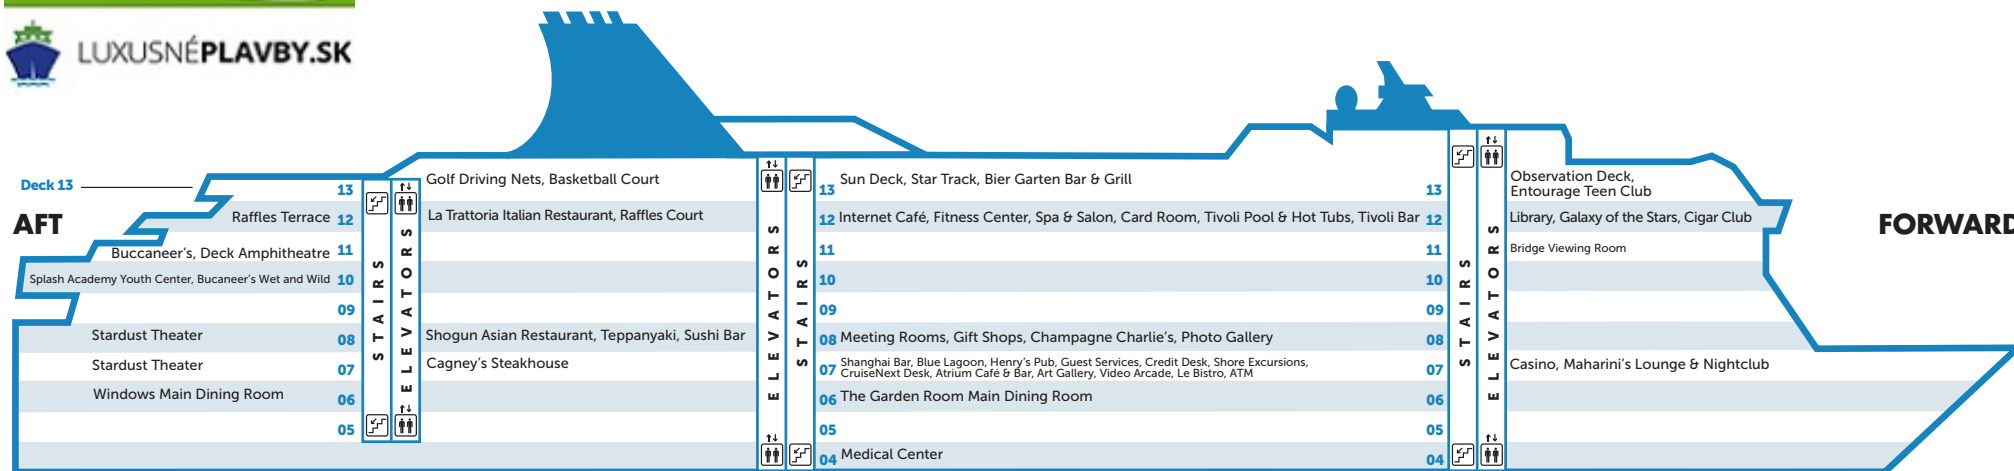 LUXUSNÉPLAVBY.SK
Deck 13
AFT
FORWARD
13
Raffles Terrace 12
Buccaneer's, Deck Amphitheatre 11
Splash Academy Youth Center, Bucaneer's Wet and Wild 10
09
Stardust Theater 08
Stardust Theater 07
Windows Main Dining Room 06
05
STAIRS
ELEVATORS
Golf Driving Nets, Basketball Court
La Trattoria Italian Restaurant, Raffles Court
Shogun Asian Restaurant, Teppanyaki, Sushi Bar
Cagney's Steakhouse
ELEVATORS
STAIRS
13 Sun Deck, Star Track, Bier Garten Bar & Grill 13
12 Internet Café, Fitness Center, Spa & Salon, Card Room, Tivoli Pool & Hot Tubs, Tivoli Bar 12
11 11
10 10
09 09
08 Meeting Rooms, Gift Shops, Champagne Charlie's, Photo Gallery 08
07 Shanghai Bar, Blue Lagoon, Henry's Pub, Guest Services, Credit Desk, Shore Excursions, 07
CruiseNext Desk, Atrium Café & Bar, Art Gallery, Video Arcade, Le Bistro, ATM
06 The Garden Room Main Dining Room 06
05 05
04 Medical Center 04
STAIRS
ELEVATORS
Observation Deck,
Entourage Teen Club
Library, Galaxy of the Stars, Cigar Club
Bridge Viewing Room
Casino, Maharini's Lounge & Nightclub